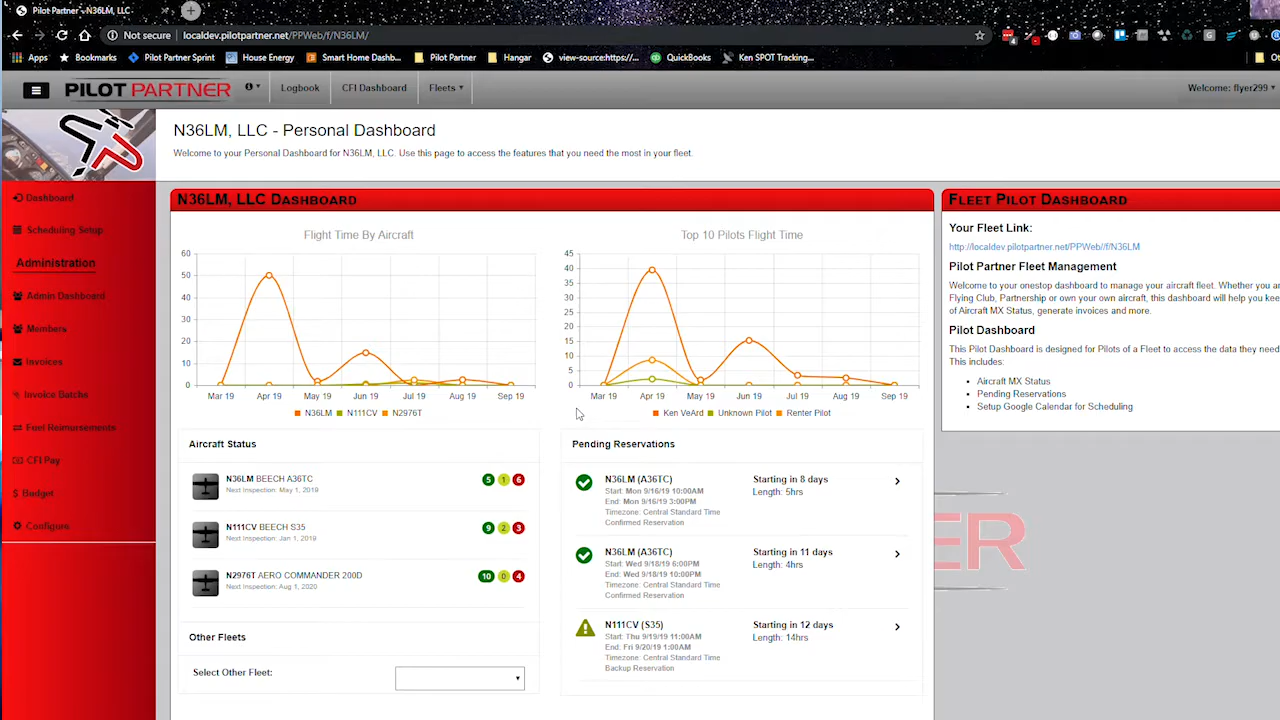 Pilot Partner - N36LM, LLC
Not secure | localdev.pilotpartner.net/PPWeb/f/N36LM/
Apps Bookmarks Pilot Partner Sprint House Energy Smart Home Dashb... Pilot Partner Hangar view-source:https://... QuickBooks Ken SPOT Tracking... Ot
PILOT PARTNER Logbook CFI Dashboard Fleets Welcome: flyer299
N36LM, LLC - Personal Dashboard
Welcome to your Personal Dashboard for N36LM, LLC. Use this page to access the features that you need the most in your fleet.
Dashboard
Scheduling Setup
Administration
Admin Dashboard
Members
Invoices
Invoice Batchs
Fuel Reimbursements
CFI Pay
$ Budget
Configure
N36LM, LLC Dashboard
Flight Time By Aircraft
60
50
40
30
20
10
0
Mar 19 Apr 19 May 19 Jun 19 Jul 19 Aug 19 Sep 19
N36LM N111CV N2976T
Top 10 Pilots Flight Time
45
40
35
30
25
20
15
10
5
0
Mar 19 Apr 19 May 19 Jun 19 Jul 19 Aug 19 Sep 19
Ken VeArd Unknown Pilot Renter Pilot
Aircraft Status
N36LM BEECH A36TC 5 1 6
Next Inspection: May 1, 2019
N111CV BEECH S35 9 2 3
Next Inspection: Jan 1, 2019
N2976T AERO COMMANDER 200D 10 0 4
Next Inspection: Aug 1, 2020
Other Fleets
Select Other Fleet:
Pending Reservations
N36LM (A36TC) Starting in 8 days
Start: Mon 9/16/19 10:00AM Length: 5hrs
End: Mon 9/16/19 3:00PM
Timezone: Central Standard Time
Confirmed Reservation
N36LM (A36TC) Starting in 11 days
Start: Wed 9/18/19 6:00PM Length: 4hrs
End: Wed 9/18/19 10:00PM
Timezone: Central Standard Time
Confirmed Reservation
N111CV (S35) Starting in 12 days
Start: Thu 9/19/19 11:00AM Length: 14hrs
End: Fri 9/20/19 1:00AM
Timezone: Central Standard Time
Backup Reservation
Fleet Pilot Dashboard
Your Fleet Link:
http://localdev.pilotpartner.net/PPWeb//f/N36LM
Pilot Partner Fleet Management
Welcome to your onestop dashboard to manage your aircraft fleet. Whether you ar
Flying Club, Partnership or own your own aircraft, this dashboard will help you kee
of Aircraft MX Status, generate invoices and more.
Pilot Dashboard
This Pilot Dashboard is designed for Pilots of a Fleet to access the data they need
This includes:
Aircraft MX Status
Pending Reservations
Setup Google Calendar for Scheduling
ER